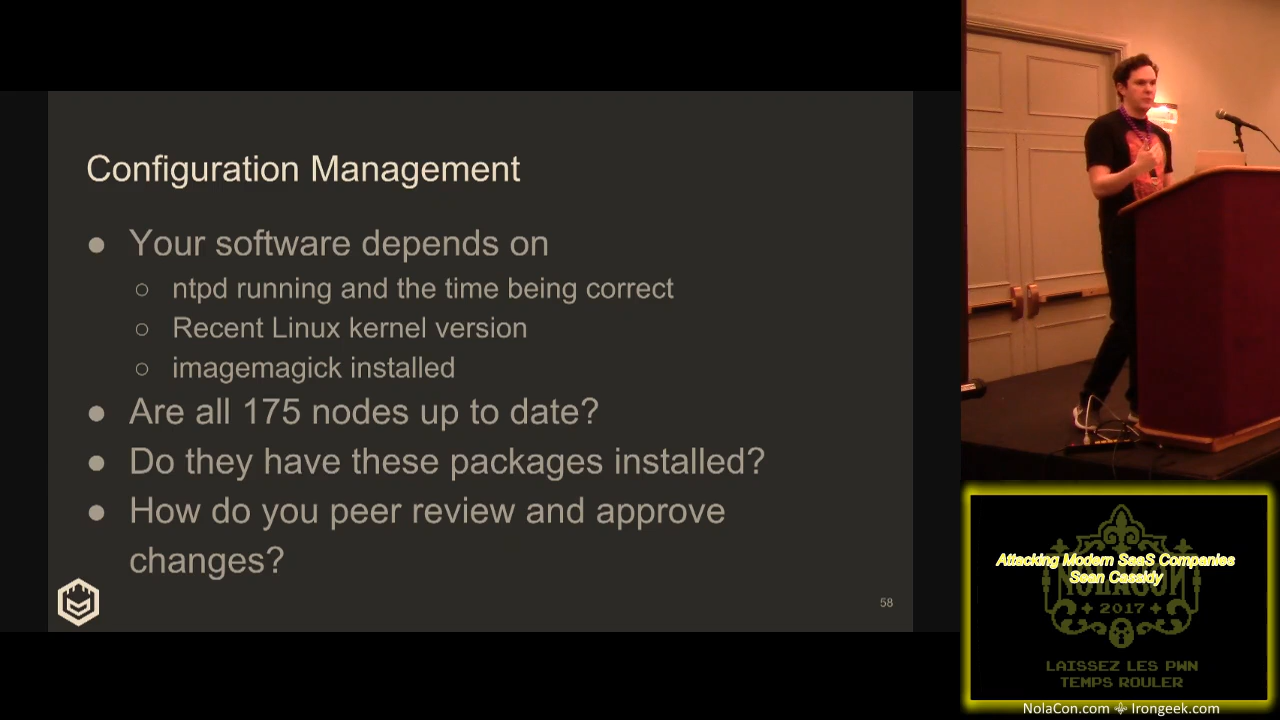 Configuration Management
● Your software depends on
○ ntpd running and the time being correct
○ Recent Linux kernel version
○ imagemagick installed
● Are all 175 nodes up to date?
● Do they have these packages installed?
● How do you peer review and approve
changes?
58
Attacking Modern SaaS Companies
Sean Cassidy
NOLACON
2017
LAISSEZ LES PWN
TEMPS ROULER
NolaCon.com ⚜ Irongeek.com